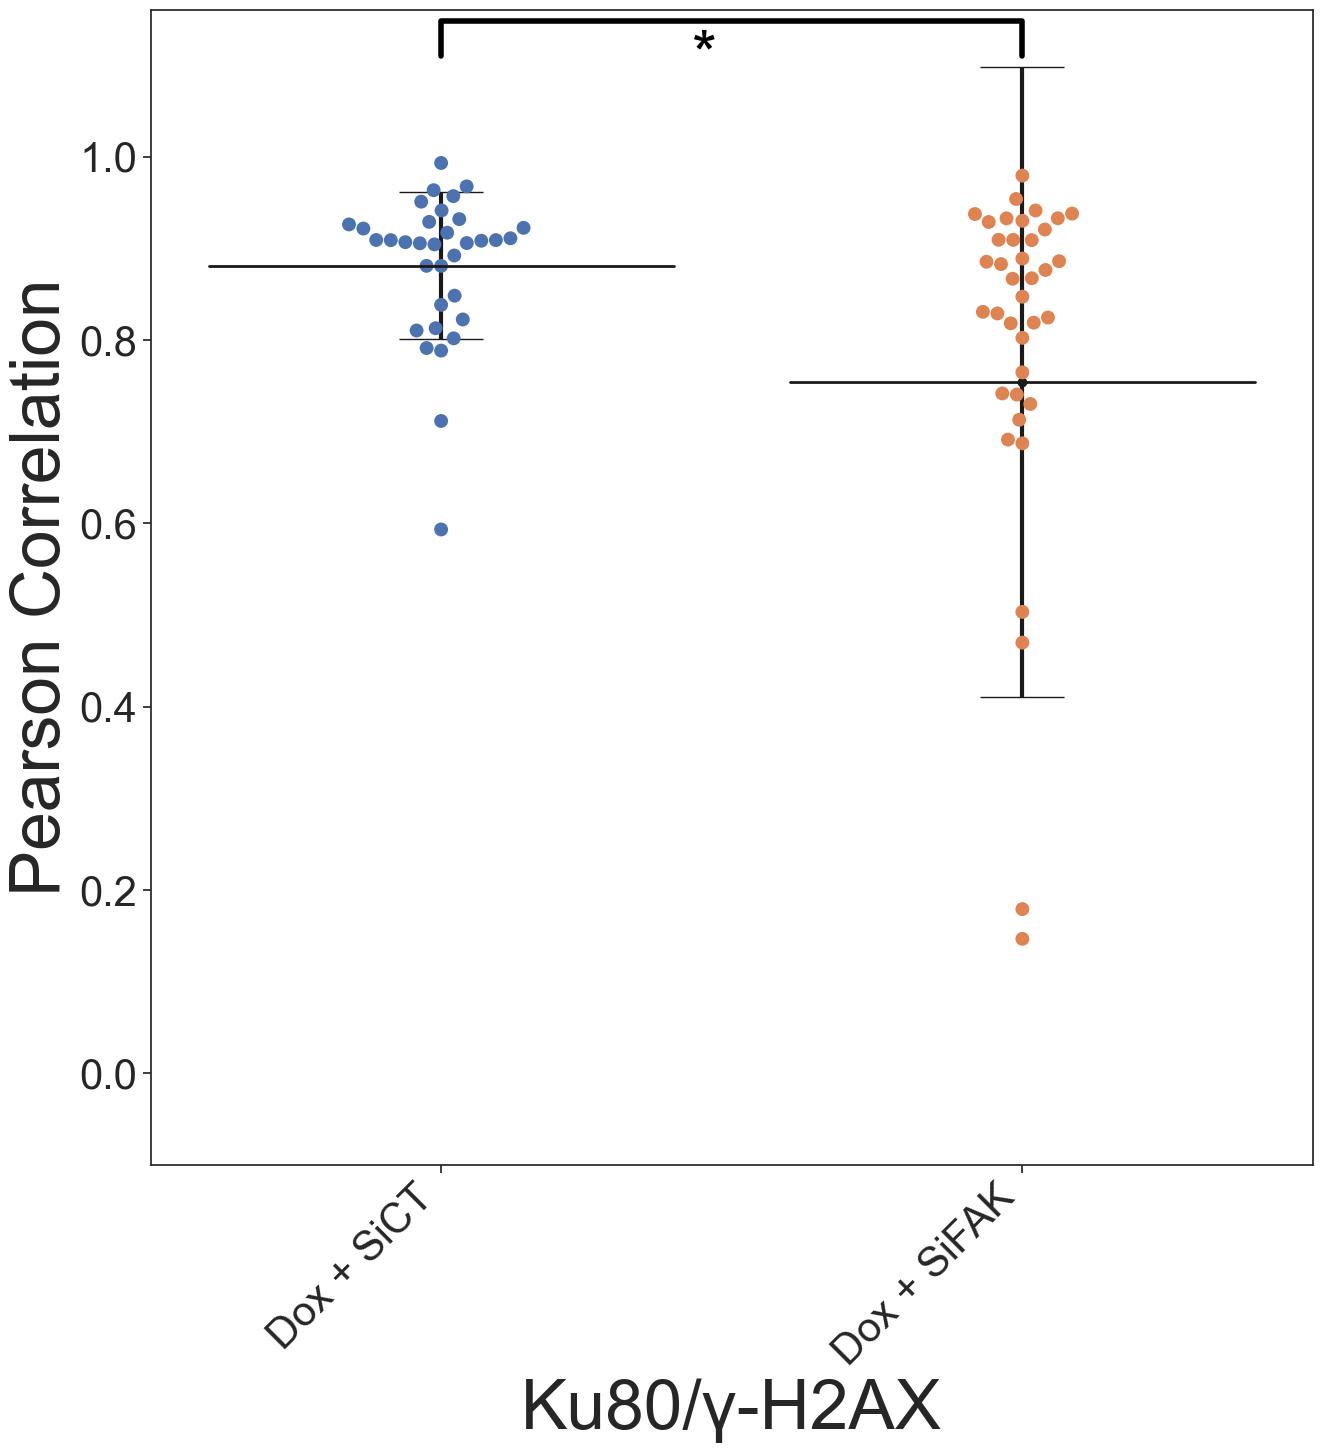 *
1.0
0.8
0.6
0.4
0.2
0.0
Pearson Correlation
Dox + SiCT
Dox + SiFAK
Ku80/γ-H2AX